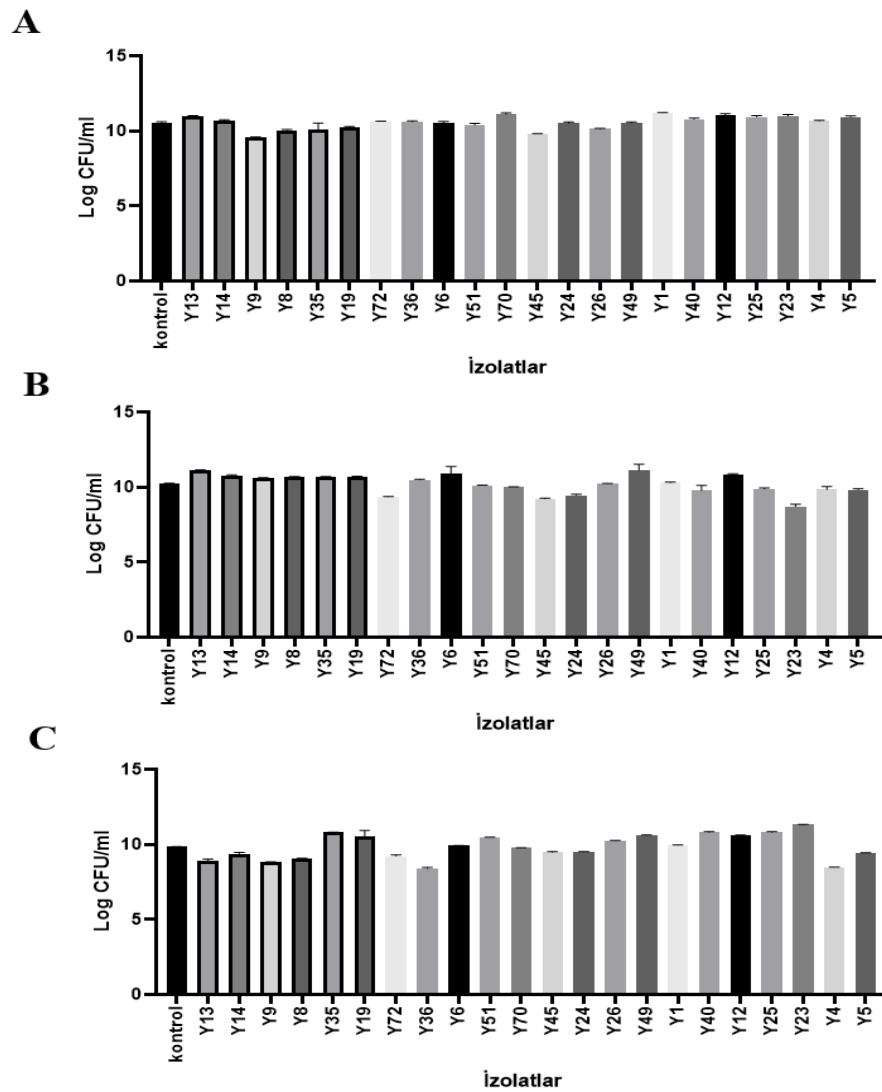 A
15
10
5
0
Log CFU/ml
kontrol Y13 Y14 Y9 Y8 Y35 Y19 Y72 Y36 Y6 Y51 Y70 Y45 Y24 Y26 Y49 Y1 Y40 Y12 Y25 Y23 Y4 Y5
İzolatlar
B
15
10
5
0
Log CFU/ml
kontrol Y13 Y14 Y9 Y8 Y35 Y19 Y72 Y36 Y6 Y51 Y70 Y45 Y24 Y26 Y49 Y1 Y40 Y12 Y25 Y23 Y4 Y5
İzolatlar
C
15
10
5
0
Log CFU/ml
kontrol Y13 Y14 Y9 Y8 Y35 Y19 Y72 Y36 Y6 Y51 Y70 Y45 Y24 Y26 Y49 Y1 Y40 Y12 Y25 Y23 Y4 Y5
İzolatlar